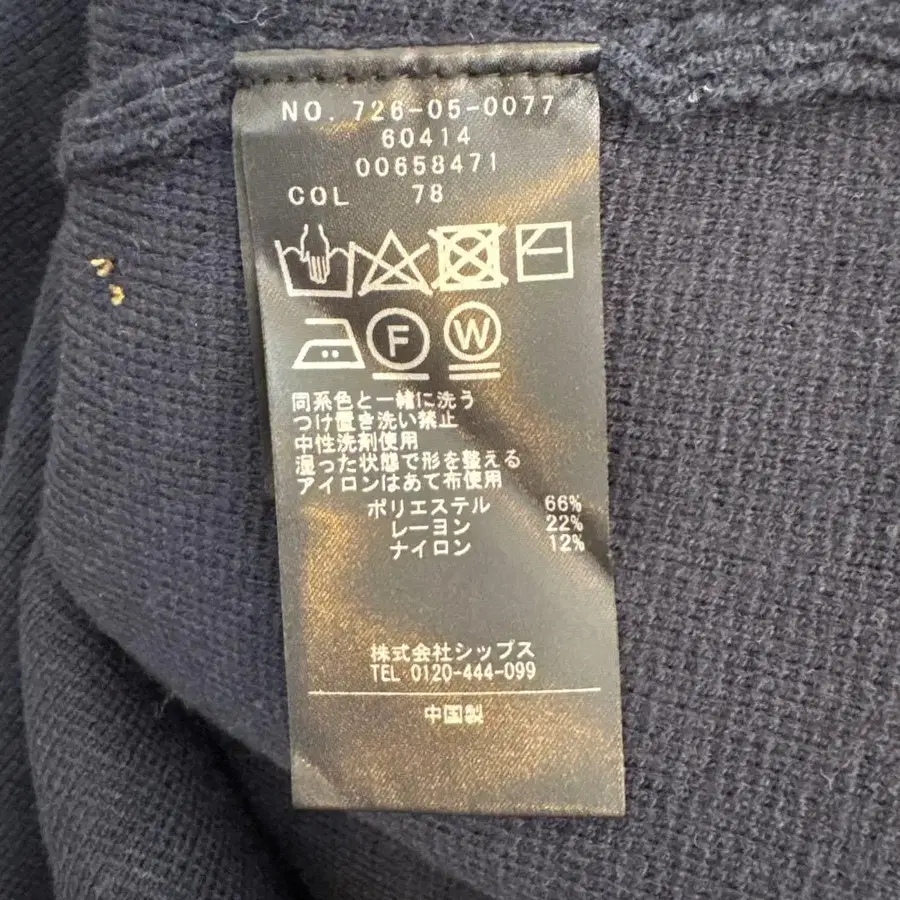 NO. 726-05-0077
60414
00658471
COL 78
F W
同系色と一緒に洗う
つけ置き洗い禁止
中性洗剤使用
湿った状態で形を整える
アイロンはあて布使用
ポリエステル 66%
レーヨン 22%
ナイロン 12%
株式会社シップス
TEL 0120-444-099
中国製